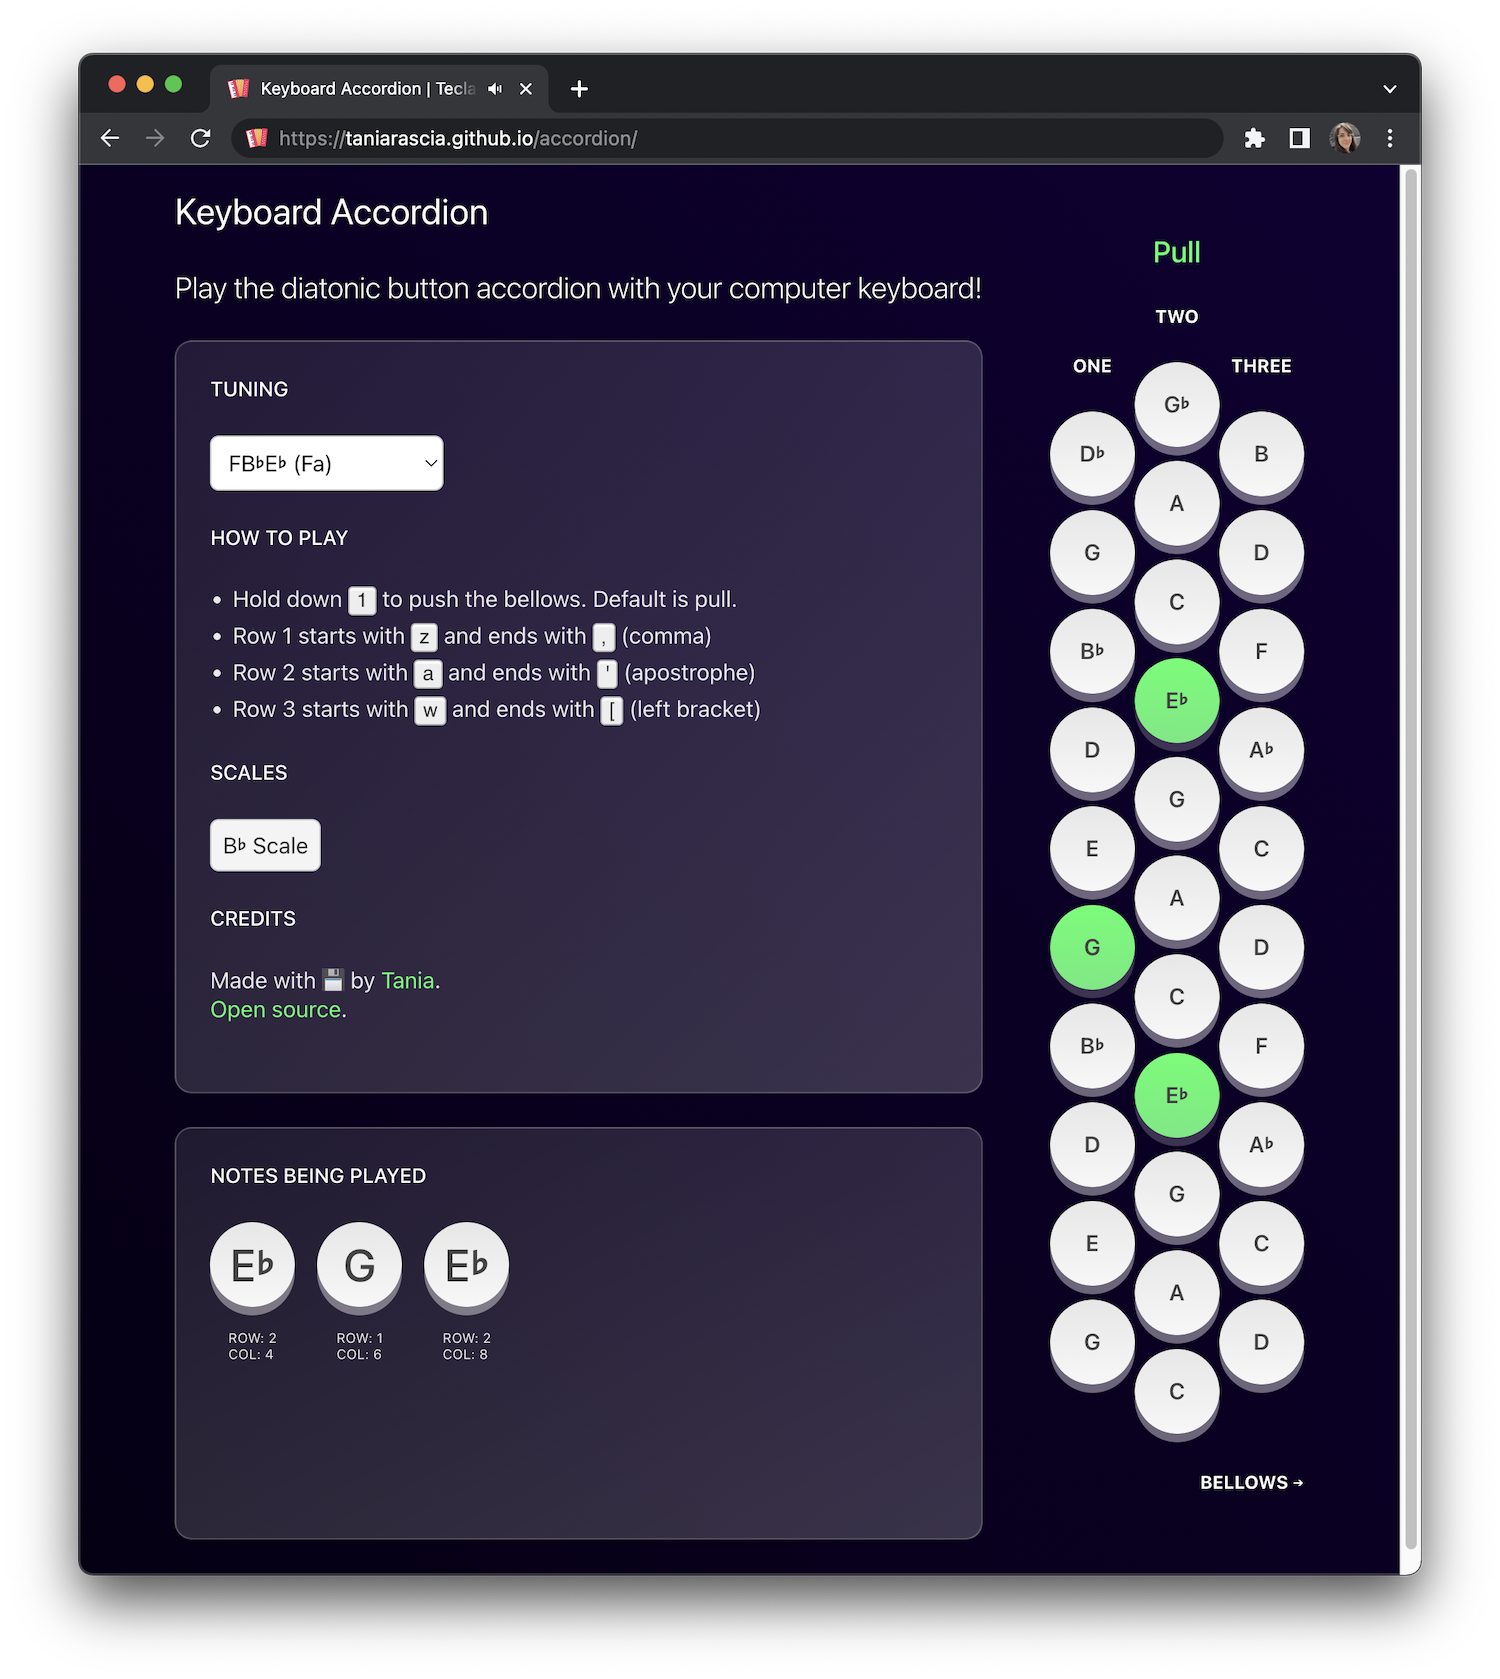 Keyboard Accordion | Tecla
https://taniarascia.github.io/accordion/
Keyboard Accordion
Play the diatonic button accordion with your computer keyboard!
TUNING
FB♭E♭ (Fa)
HOW TO PLAY
• Hold down 1 to push the bellows. Default is pull.
• Row 1 starts with z and ends with , (comma)
• Row 2 starts with a and ends with ' (apostrophe)
• Row 3 starts with w and ends with [ (left bracket)
SCALES
B♭ Scale
CREDITS
Made with 💾 by Tania.
Open source.
NOTES BEING PLAYED
E♭ G E♭
ROW: 2 ROW: 1 ROW: 2
COL: 4 COL: 6 COL: 8
Pull
TWO
ONE THREE
G♭
D♭ B
A
G D
C
B♭ F
E♭
D A♭
G
E C
A
G D
C
B♭ F
E♭
D A♭
G
E C
A
G D
C
BELLOWS →